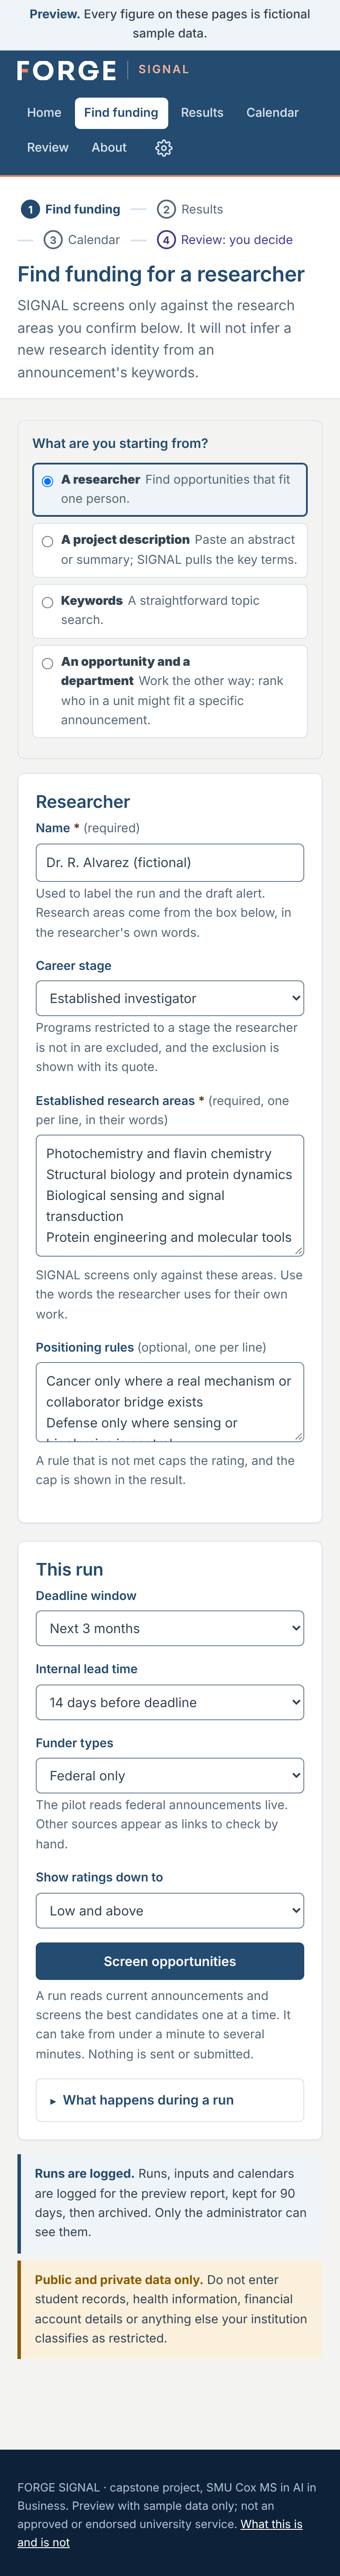 Preview. Every figure on these pages is fictional
sample data.
FORGE | SIGNAL
Home Find funding Results Calendar
Review About
1 Find funding — 2 Results
— 3 Calendar — 4 Review: you decide
Find funding for a researcher
SIGNAL screens only against the research
areas you confirm below. It will not infer a
new research identity from an
announcement's keywords.
What are you starting from?
A researcher Find opportunities that fit
one person.
A project description Paste an abstract
or summary; SIGNAL pulls the key terms.
Keywords A straightforward topic
search.
An opportunity and a
department Work the other way: rank
who in a unit might fit a specific
announcement.
Researcher
Name * (required)
Dr. R. Alvarez (fictional)
Used to label the run and the draft alert.
Research areas come from the box below, in
the researcher's own words.
Career stage
Established investigator
Programs restricted to a stage the researcher
is not in are excluded, and the exclusion is
shown with its quote.
Established research areas * (required, one
per line, in their words)
Photochemistry and flavin chemistry
Structural biology and protein dynamics
Biological sensing and signal
transduction
Protein engineering and molecular tools
SIGNAL screens only against these areas. Use
the words the researcher uses for their own
work.
Positioning rules (optional, one per line)
Cancer only where a real mechanism or
collaborator bridge exists
Defense only where sensing or
A rule that is not met caps the rating, and the
cap is shown in the result.
This run
Deadline window
Next 3 months
Internal lead time
14 days before deadline
Funder types
Federal only
The pilot reads federal announcements live.
Other sources appear as links to check by
hand.
Show ratings down to
Low and above
Screen opportunities
A run reads current announcements and
screens the best candidates one at a time. It
can take from under a minute to several
minutes. Nothing is sent or submitted.
▸ What happens during a run
Runs are logged. Runs, inputs and calendars
are logged for the preview report, kept for 90
days, then archived. Only the administrator can
see them.
Public and private data only. Do not enter
student records, health information, financial
account details or anything else your institution
classifies as restricted.
FORGE SIGNAL · capstone project, SMU Cox MS in AI in
Business. Preview with sample data only; not an
approved or endorsed university service. What this is
and is not